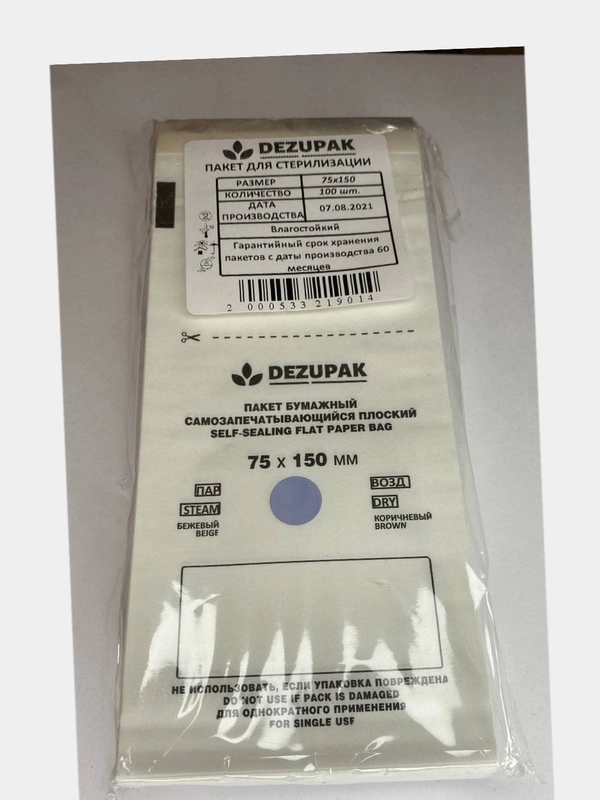 DEZUPAK
ПАКЕТ ДЛЯ СТЕРИЛИЗАЦИИ
РАЗМЕР 75x150
КОЛИЧЕСТВО 100 шт.
ДАТА ПРОИЗВОДСТВА 07.08.2021
Влагостойкий
Гарантийный срок хранения
пакетов с даты производства 60
месяцев
2 000533 219014
DEZUPAK
ПАКЕТ БУМАЖНЫЙ
САМОЗАПЕЧАТЫВАЮЩИЙСЯ ПЛОСКИЙ
SELF-SEALING FLAT PAPER BAG
75 x 150 ММ
ПАР ВОЗД
STEAM DRY
БЕЖЕВЫЙ КОРИЧНЕВЫЙ
BEIGE BROWN
НЕ ИСПОЛЬЗОВАТЬ, ЕСЛИ УПАКОВКА ПОВРЕЖДЕНА
DO NOT USE IF PACK IS DAMAGED
ДЛЯ ОДНОКРАТНОГО ПРИМЕНЕНИЯ
FOR SINGLE USE